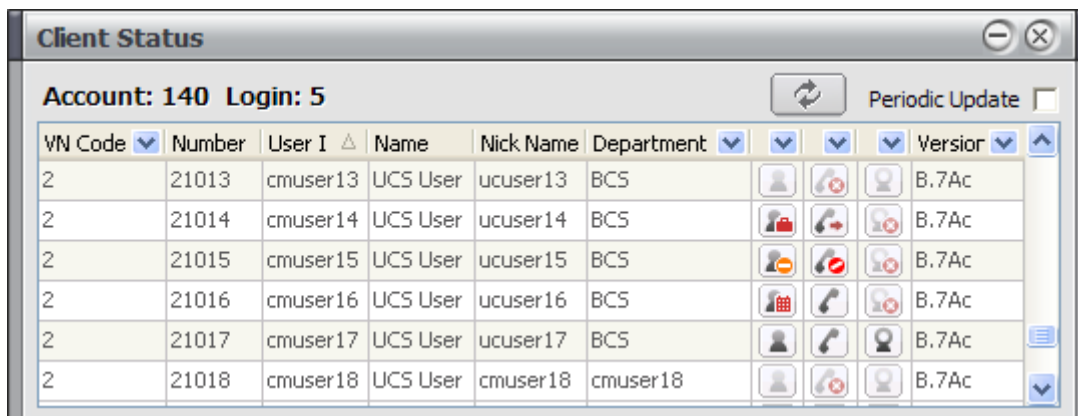 Client Status
Account: 140 Login: 5
Periodic Update
VN Code Number User I Name Nick Name Department Version
2 21013 cmuser13 UCS User ucuser13 BCS B.7Ac
2 21014 cmuser14 UCS User ucuser14 BCS B.7Ac
2 21015 cmuser15 UCS User ucuser15 BCS B.7Ac
2 21016 cmuser16 UCS User ucuser16 BCS B.7Ac
2 21017 cmuser17 UCS User ucuser17 BCS B.7Ac
2 21018 cmuser18 UCS User cmuser18 cmuser18 B.7Ac